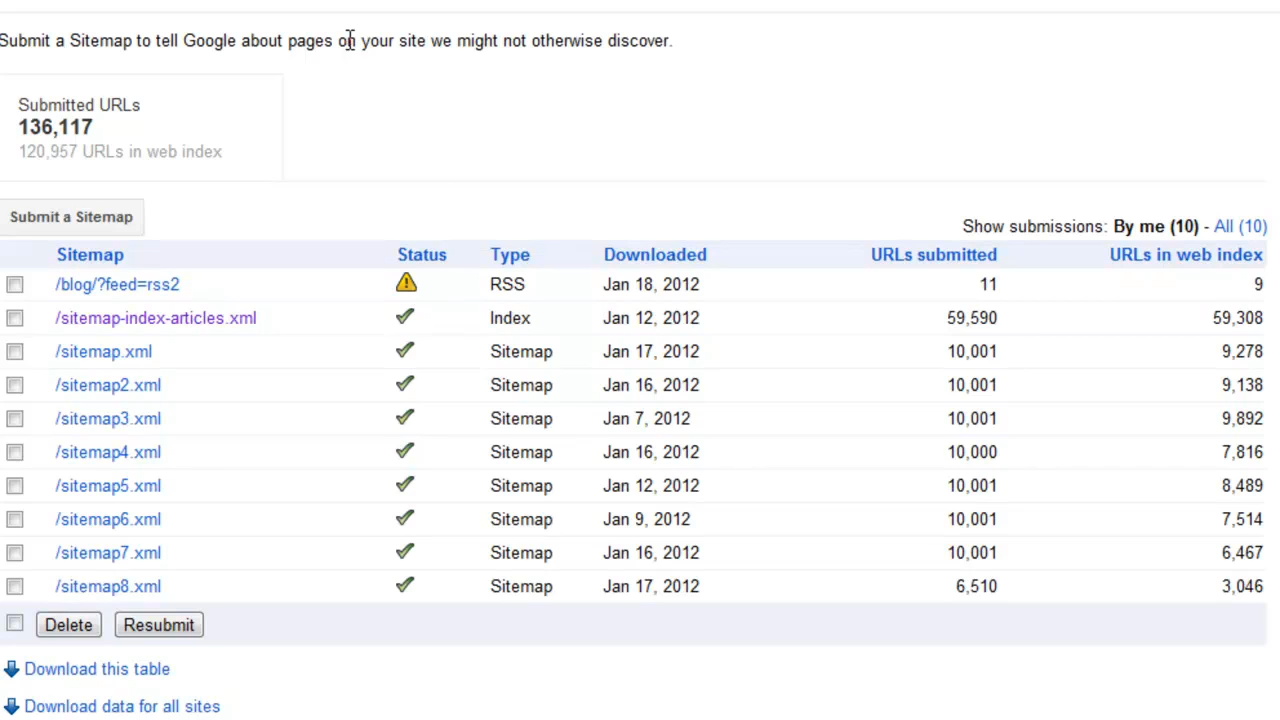 Submit a Sitemap to tell Google about pages on your site we might not otherwise discover.
Submitted URLs
136,117
120,957 URLs in web index
Submit a Sitemap
Show submissions: By me (10) - All (10)
Sitemap Status Type Downloaded URLs submitted URLs in web index
/blog/?feed=rss2 RSS Jan 18, 2012 11 9
/sitemap-index-articles.xml Index Jan 12, 2012 59,590 59,308
/sitemap.xml Sitemap Jan 17, 2012 10,001 9,278
/sitemap2.xml Sitemap Jan 16, 2012 10,001 9,138
/sitemap3.xml Sitemap Jan 7, 2012 10,001 9,892
/sitemap4.xml Sitemap Jan 16, 2012 10,000 7,816
/sitemap5.xml Sitemap Jan 12, 2012 10,001 8,489
/sitemap6.xml Sitemap Jan 9, 2012 10,001 7,514
/sitemap7.xml Sitemap Jan 16, 2012 10,001 6,467
/sitemap8.xml Sitemap Jan 17, 2012 6,510 3,046
Delete Resubmit
Download this table
Download data for all sites